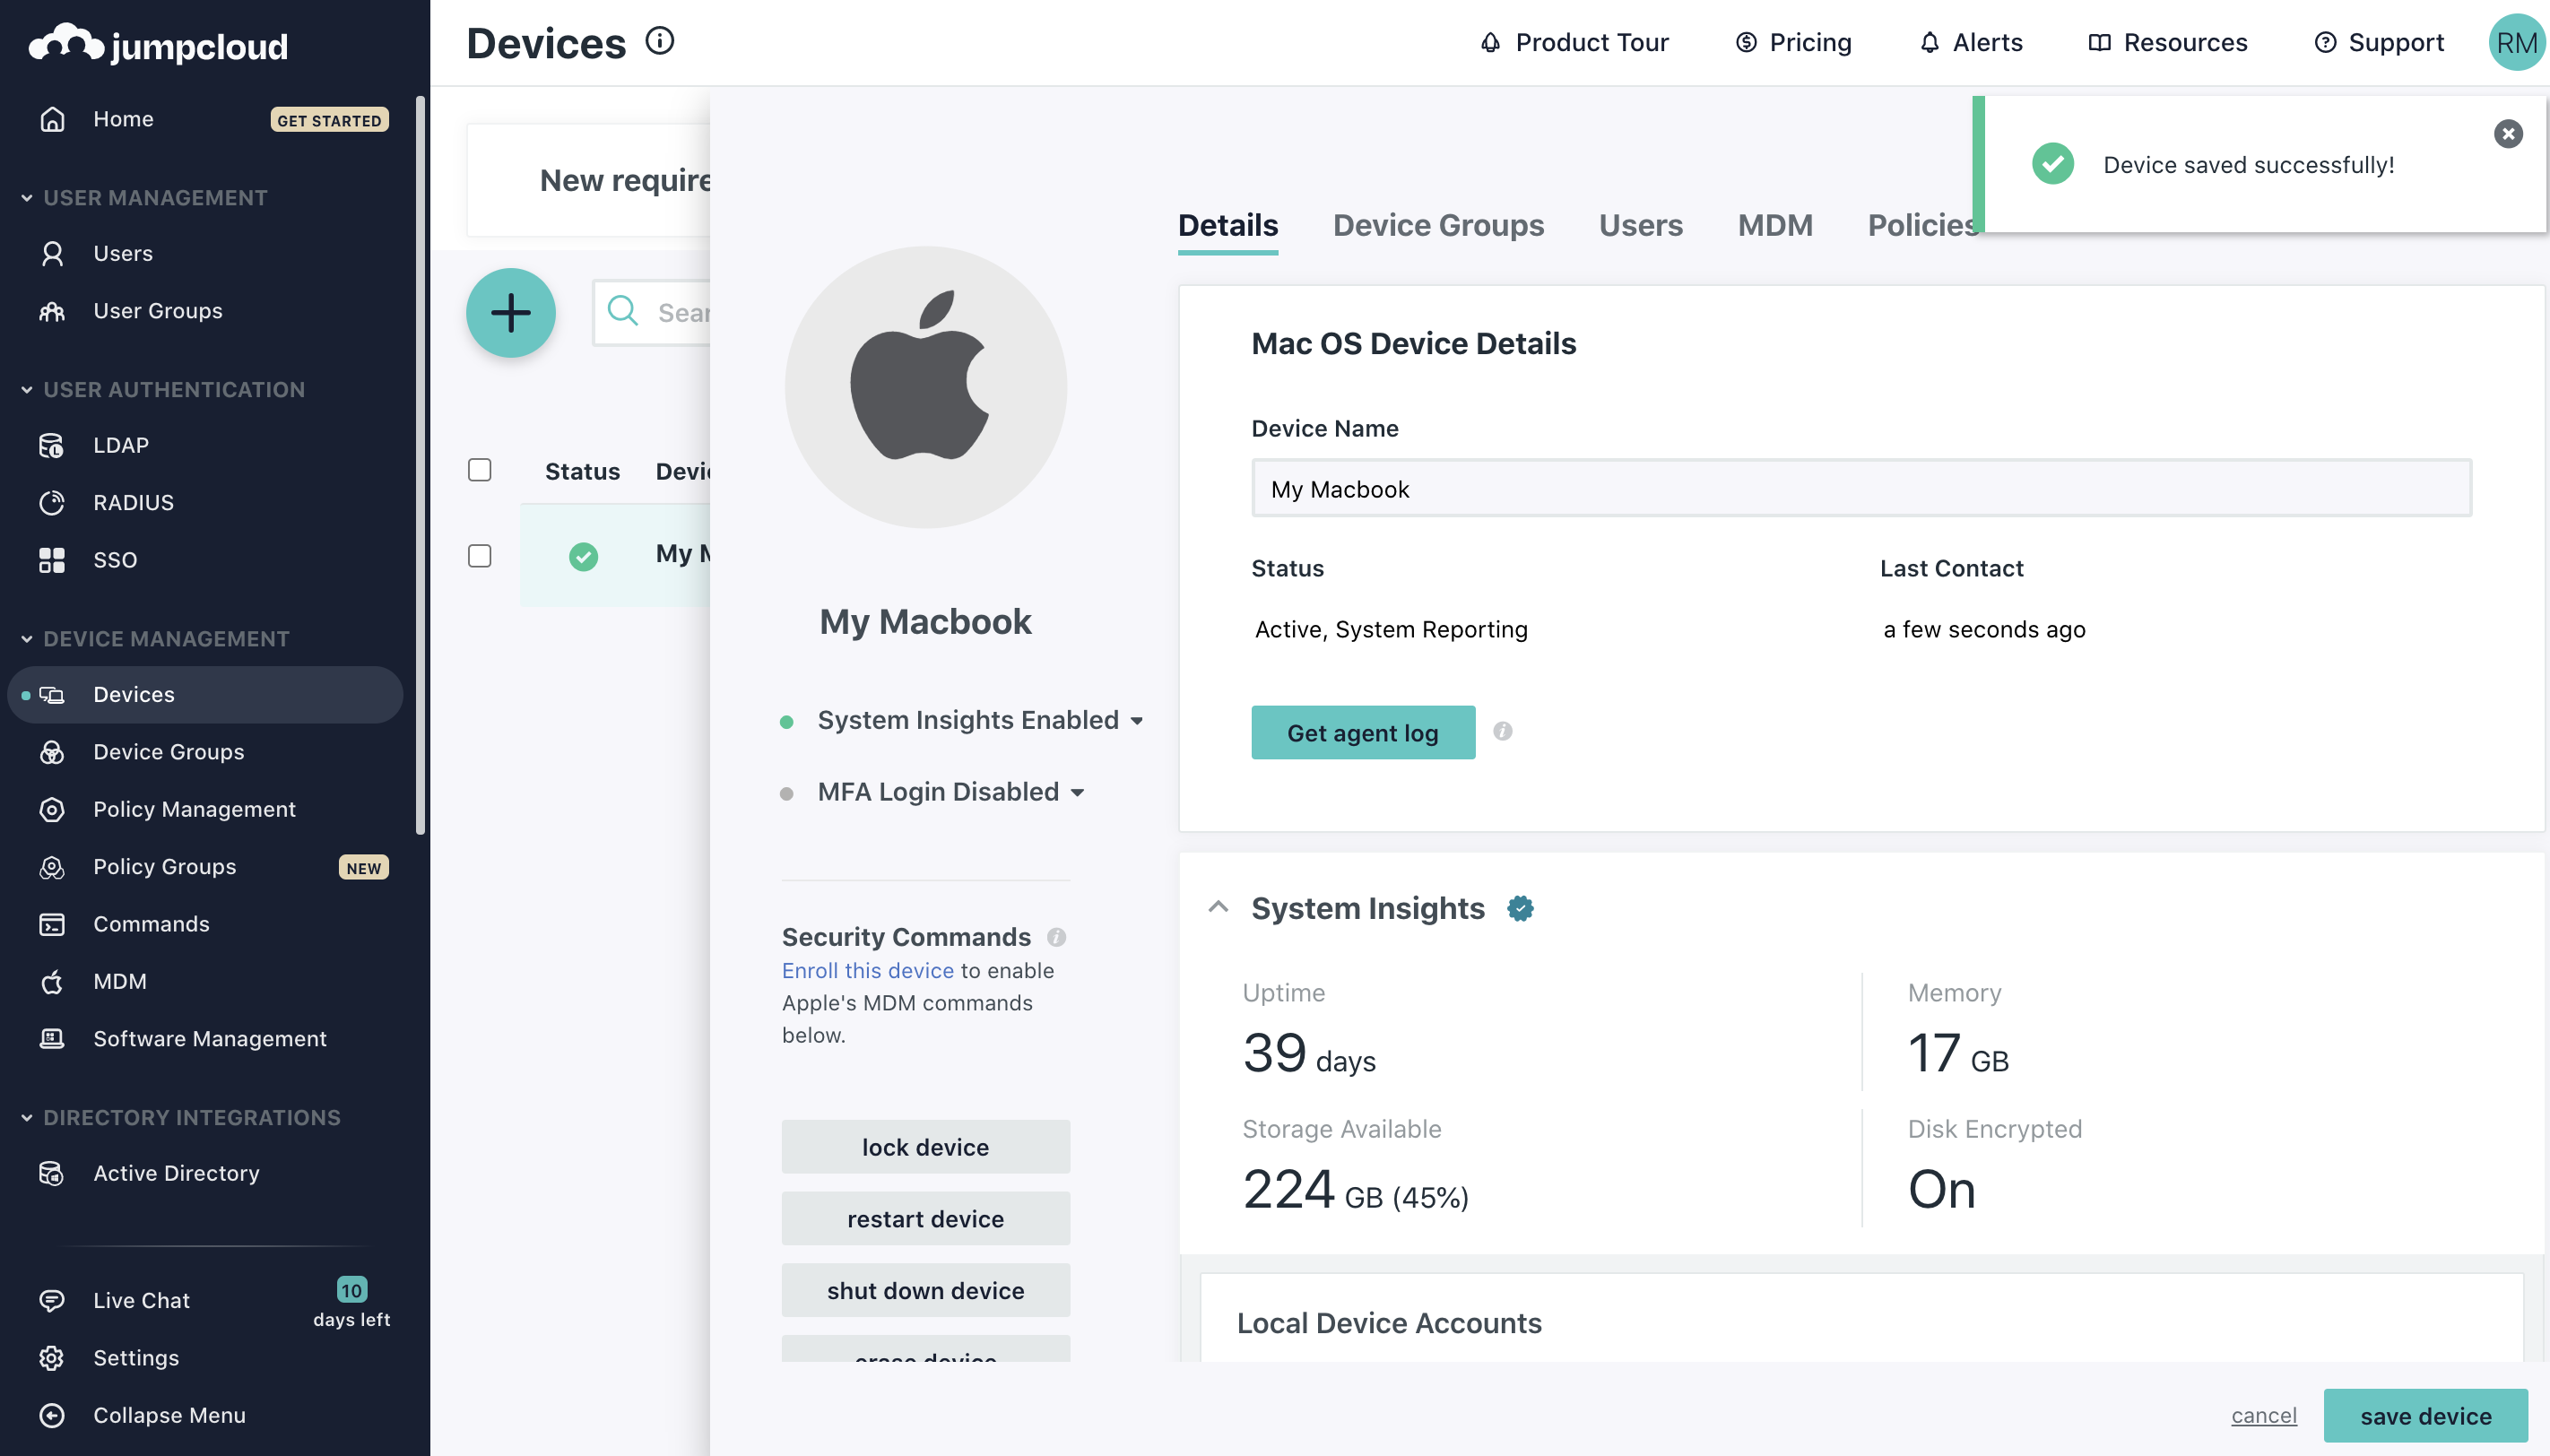 jumpcloud
Home
GET STARTED
USER MANAGEMENT
Users
User Groups
USER AUTHENTICATION
LDAP
RADIUS
SSO
DEVICE MANAGEMENT
Devices
Device Groups
Policy Management
Policy Groups
NEW
Commands
MDM
Software Management
DIRECTORY INTEGRATIONS
Active Directory
Live Chat
10
days left
Settings
Collapse Menu
Devices
Product Tour
Pricing
Alerts
Resources
Support
RM
New require
Sear
Status
Devi
My M
My Macbook
System Insights Enabled
MFA Login Disabled
Security Commands
Enroll this device to enable
Apple's MDM commands
below.
lock device
restart device
shut down device
erase device
Details
Device Groups
Users
MDM
Policies
Device saved successfully!
Mac OS Device Details
Device Name
My Macbook
Status
Last Contact
Active, System Reporting
a few seconds ago
Get agent log
System Insights
Uptime
Memory
39 days
17 GB
Storage Available
Disk Encrypted
224 GB (45%)
On
Local Device Accounts
cancel
save device